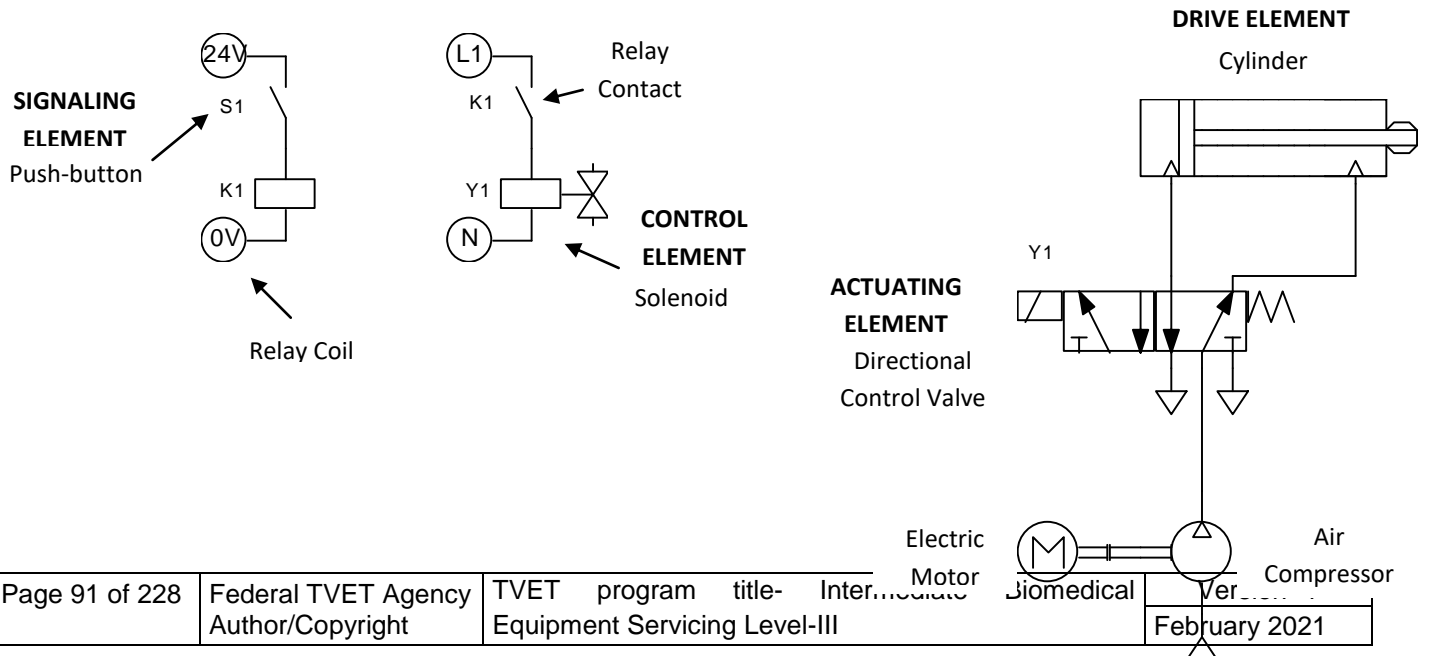 DRIVE ELEMENT
Cylinder
24V
SIGNALING
ELEMENT
Push-button
S1
K1
0V
Relay Coil
L1
K1
Relay
Contact
Y1
N
CONTROL
ELEMENT
Solenoid
ACTUATING
ELEMENT
Directional
Control Valve
Y1
Electric
Motor
M
Air
Compressor
Page 91 of 228
Federal TVET Agency
Author/Copyright
TVET program title- Biomedical
Equipment Servicing Level-III
February 2021